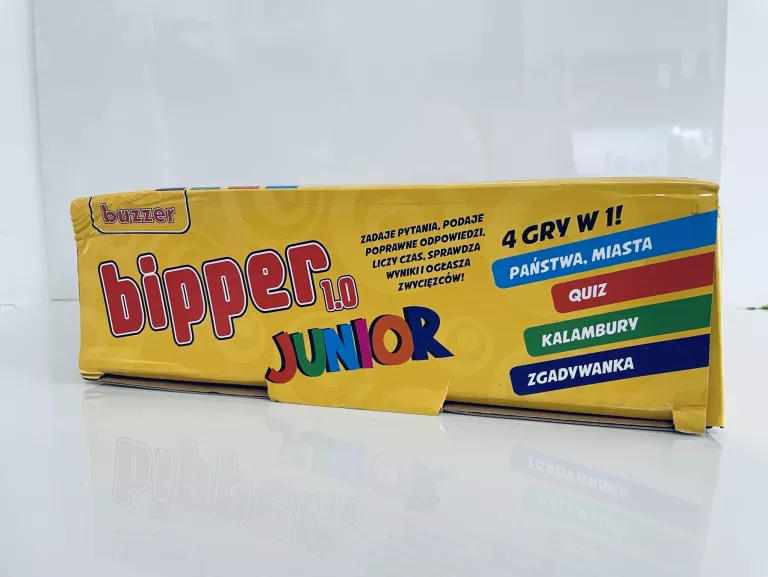 buzzer
bipper 1.0
JUNIOR
ZADAJE PYTANIA, PODAJE
POPRAWNE ODPOWIEDZI,
LICZY CZAS, SPRAWDZA
WYNIKI I OGŁASZA
ZWYCIĘZCÓW!
4 GRY W 1!
PAŃSTWA, MIASTA
QUIZ
KALAMBURY
ZGADYWANKA